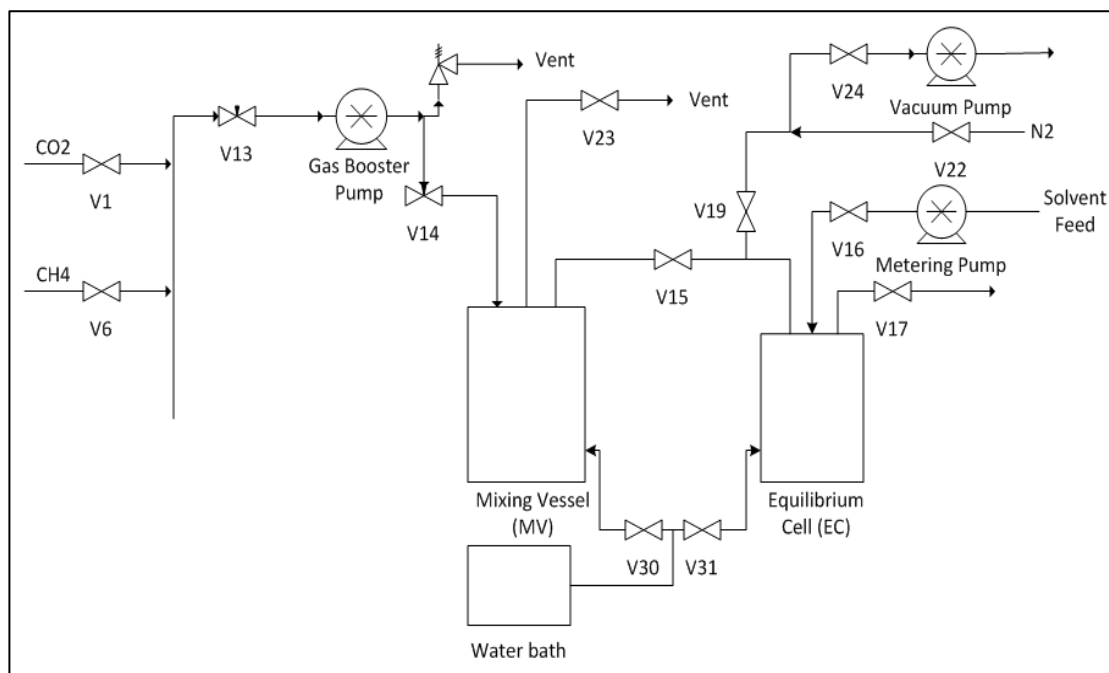 Vent
V24
Vacuum Pump
Vent
V23
N2
CO2
V13
V22
Gas Booster
Pump
V1
V14
V19
Solvent
Feed
V16
Metering Pump
CH4
V15
V17
V6
Mixing Vessel
(MV)
Equilibrium
Cell (EC)
V30
V31
Water bath